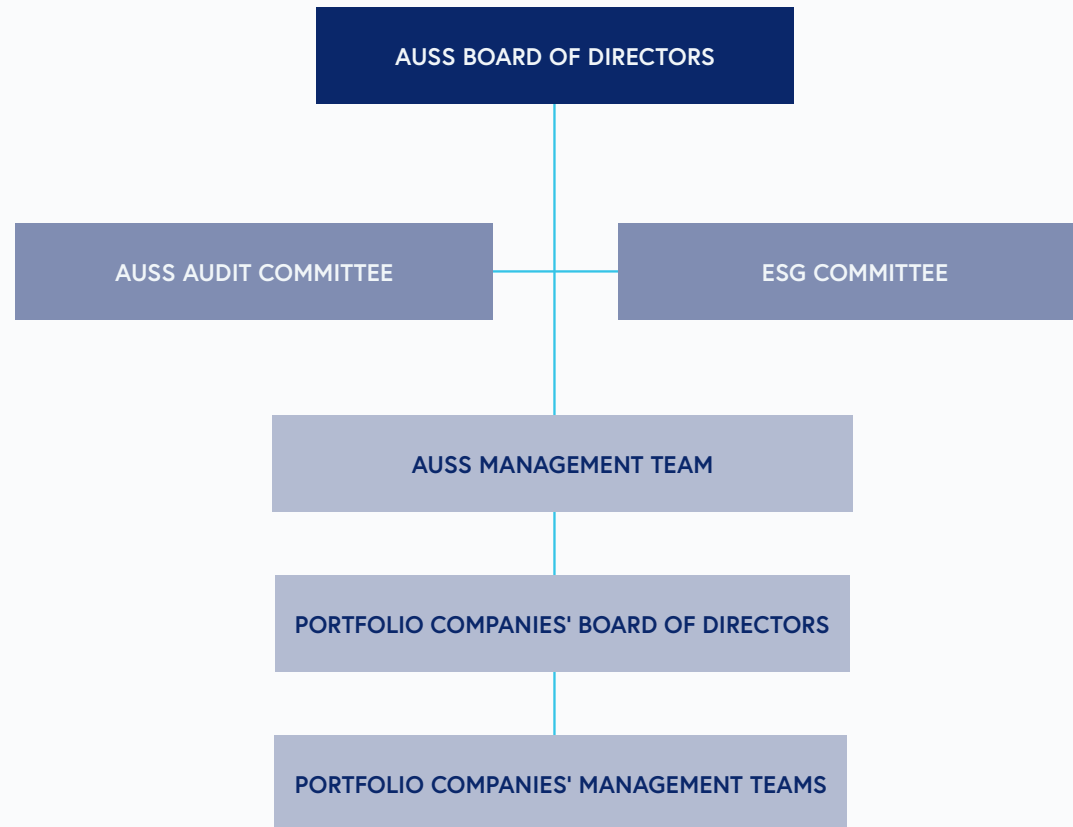 AUSS BOARD OF DIRECTORS
AUSS AUDIT COMMITTEE
ESG COMMITTEE
AUSS MANAGEMENT TEAM
PORTFOLIO COMPANIES' BOARD OF DIRECTORS
PORTFOLIO COMPANIES' MANAGEMENT TEAMS